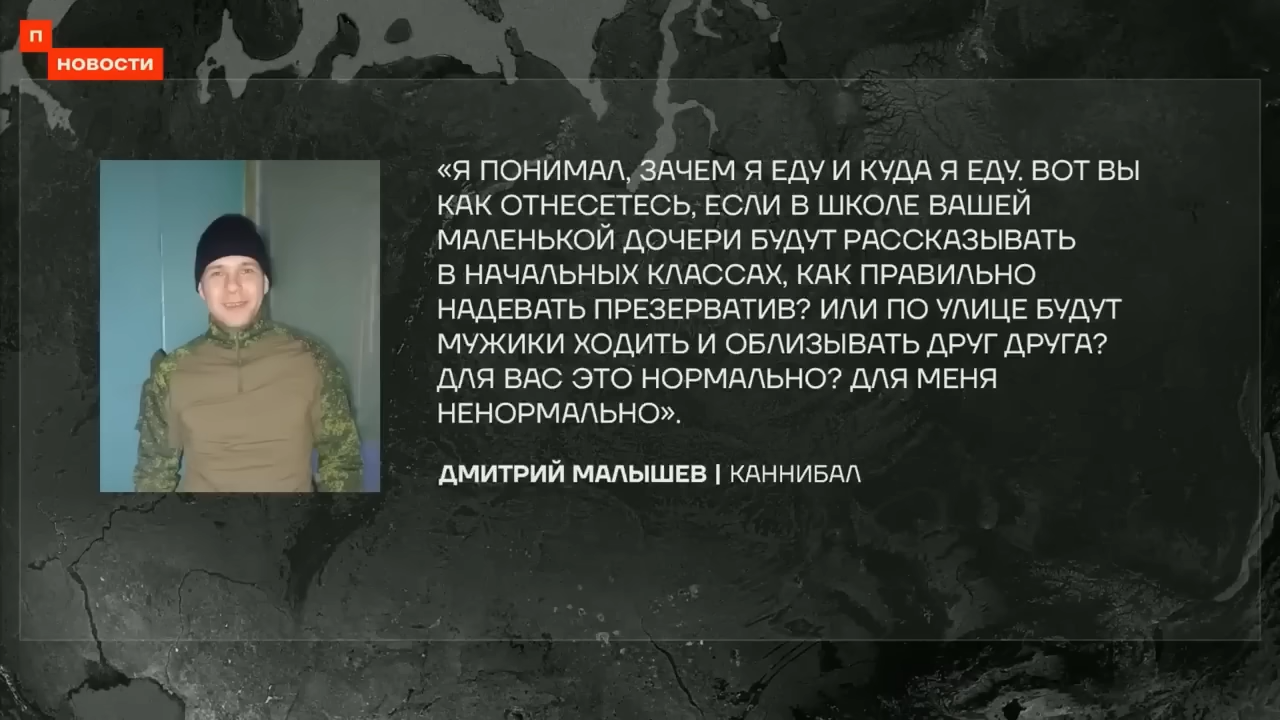 П
НОВОСТИ
«Я ПОНИМАЛ, ЗАЧЕМ Я ЕДУ И КУДА Я ЕДУ. ВОТ ВЫ
КАК ОТНЕСЕТЕСЬ, ЕСЛИ В ШКОЛЕ ВАШЕЙ
МАЛЕНЬКОЙ ДОЧЕРИ БУДУТ РАССКАЗЫВАТЬ
В НАЧАЛЬНЫХ КЛАССАХ, КАК ПРАВИЛЬНО
НАДЕВАТЬ ПРЕЗЕРВАТИВ? ИЛИ ПО УЛИЦЕ БУДУТ
МУЖИКИ ХОДИТЬ И ОБЛИЗЫВАТЬ ДРУГ ДРУГА?
ДЛЯ ВАС ЭТО НОРМАЛЬНО? ДЛЯ МЕНЯ
НЕНОРМАЛЬНО».
ДМИТРИЙ МАЛЫШЕВ | КАННИБАЛ